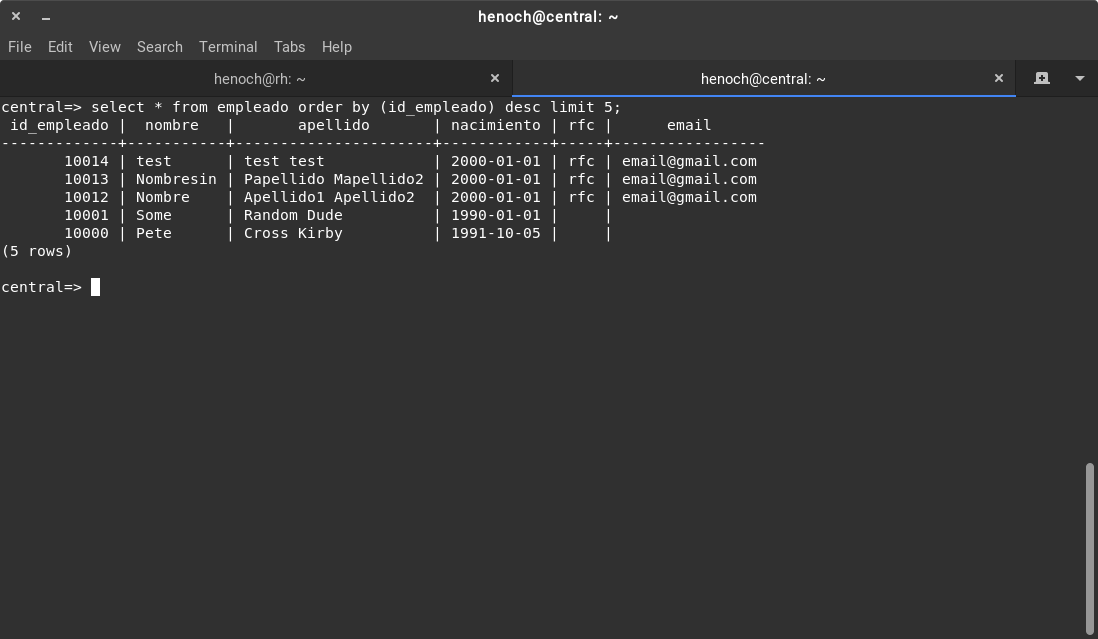 henoch@central: ~
File Edit View Search Terminal Tabs Help
henoch@rh: ~ henoch@central: ~
central=> select * from empleado order by (id_empleado) desc limit 5;
 id_empleado |  nombre   |       apellido       | nacimiento | rfc |      email
-------------+-----------+----------------------+------------+-----+-----------------
       10014 | test      | test test            | 2000-01-01 | rfc | email@gmail.com
       10013 | Nombresin | Papellido Mapellido2 | 2000-01-01 | rfc | email@gmail.com
       10012 | Nombre    | Apellido1 Apellido2  | 2000-01-01 | rfc | email@gmail.com
       10001 | Some      | Random Dude          | 1990-01-01 |     |
       10000 | Pete      | Cross Kirby          | 1991-10-05 |     |
(5 rows)
central=>